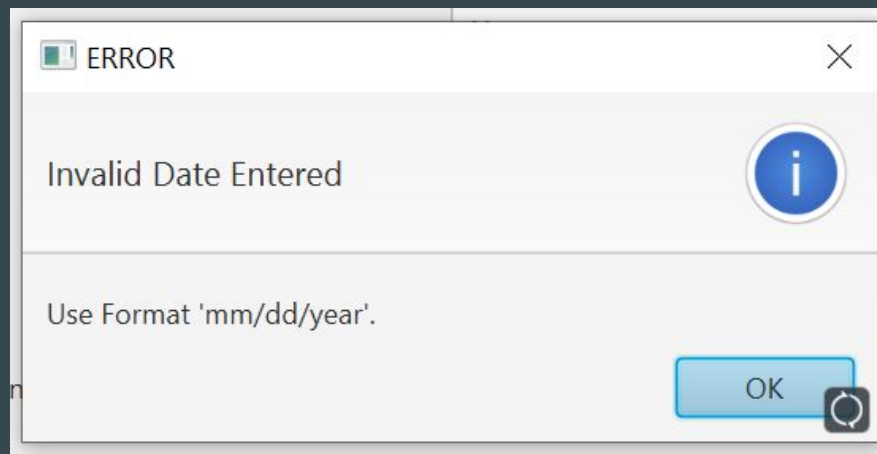 ERROR
Invalid Date Entered
i
Use Format 'mm/dd/year'.
OK
n